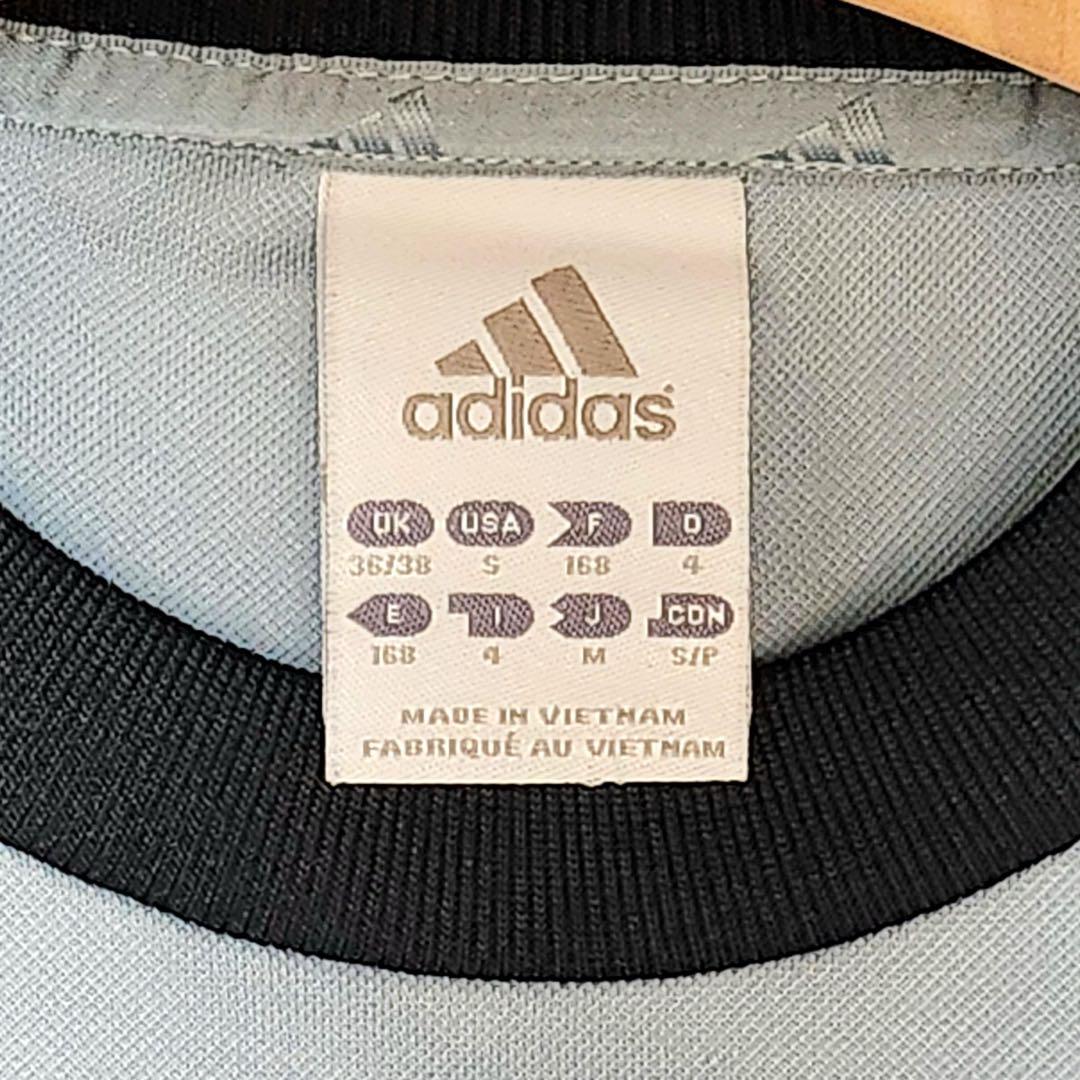 adidas
UK USA F D
36/38 S 168 4
E I J CDN
168 4 M S/P
MADE IN VIETNAM
FABRIQUÉ AU VIETNAM